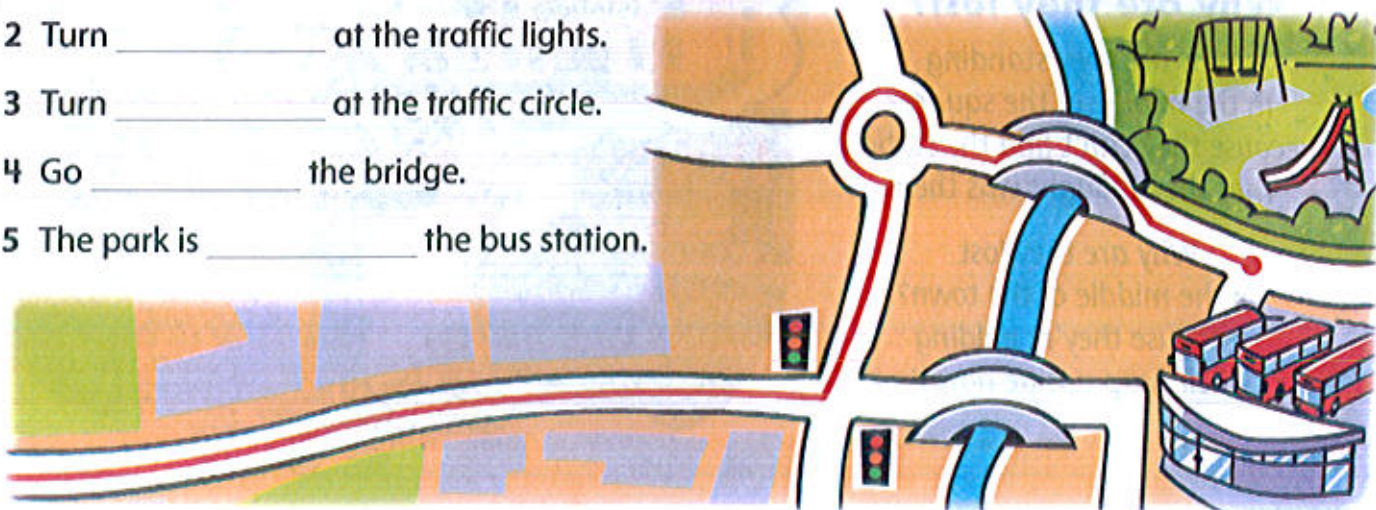 2 Turn ____________ at the traffic lights.
3 Turn ____________ at the traffic circle.
4 Go ____________ the bridge.
5 The park is ____________ the bus station.